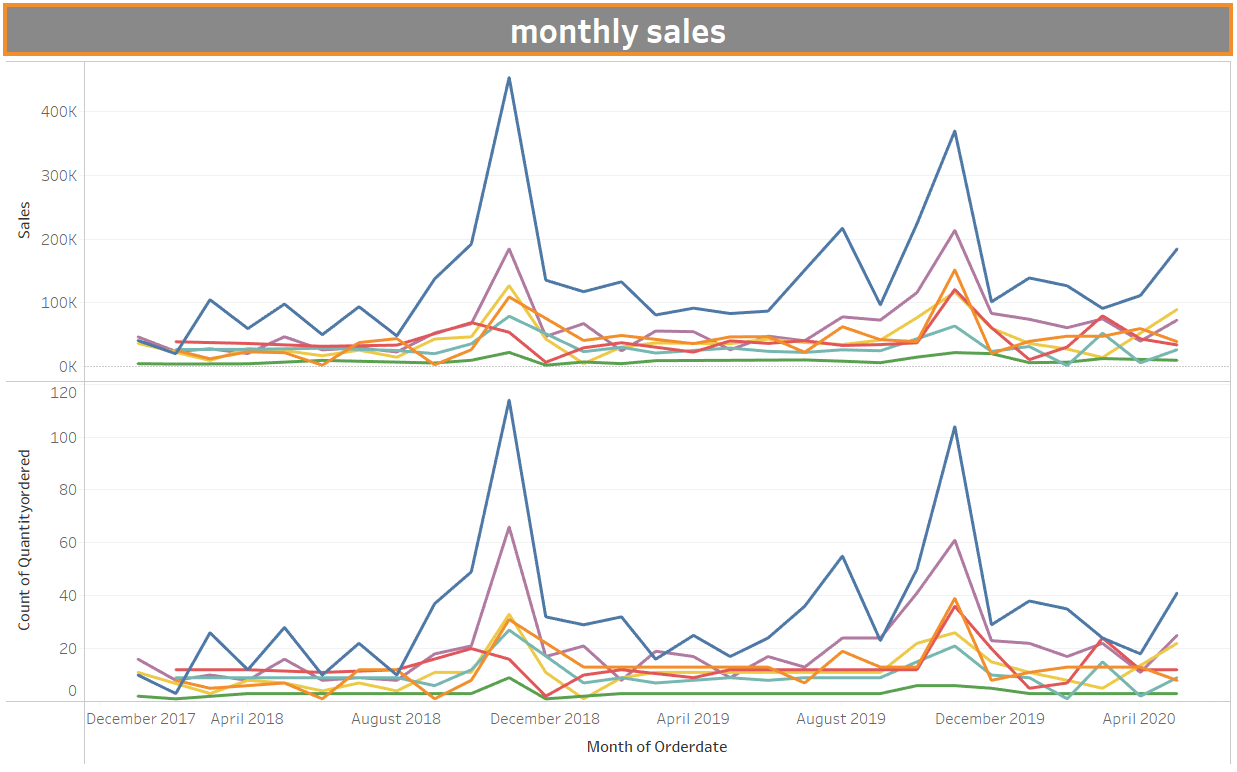 monthly sales
400K
300K
200K
100K
0K
Sales
120
100
80
60
40
20
0
Count of Quantityordered
December 2017 April 2018 August 2018 December 2018 April 2019 August 2019 December 2019 April 2020
Month of Orderdate